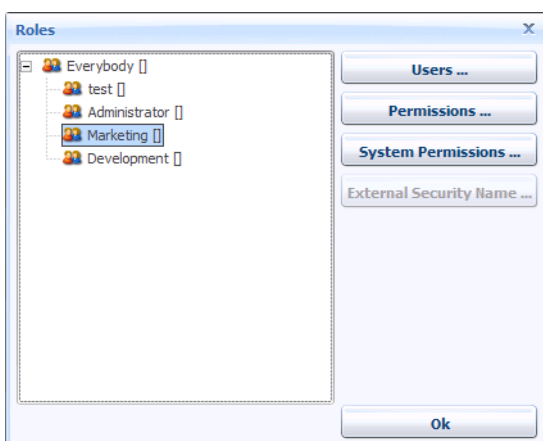 Roles
Everybody []
test []
Administrator []
Marketing []
Development []
Users ...
Permissions ...
System Permissions ...
External Security Name ...
Ok